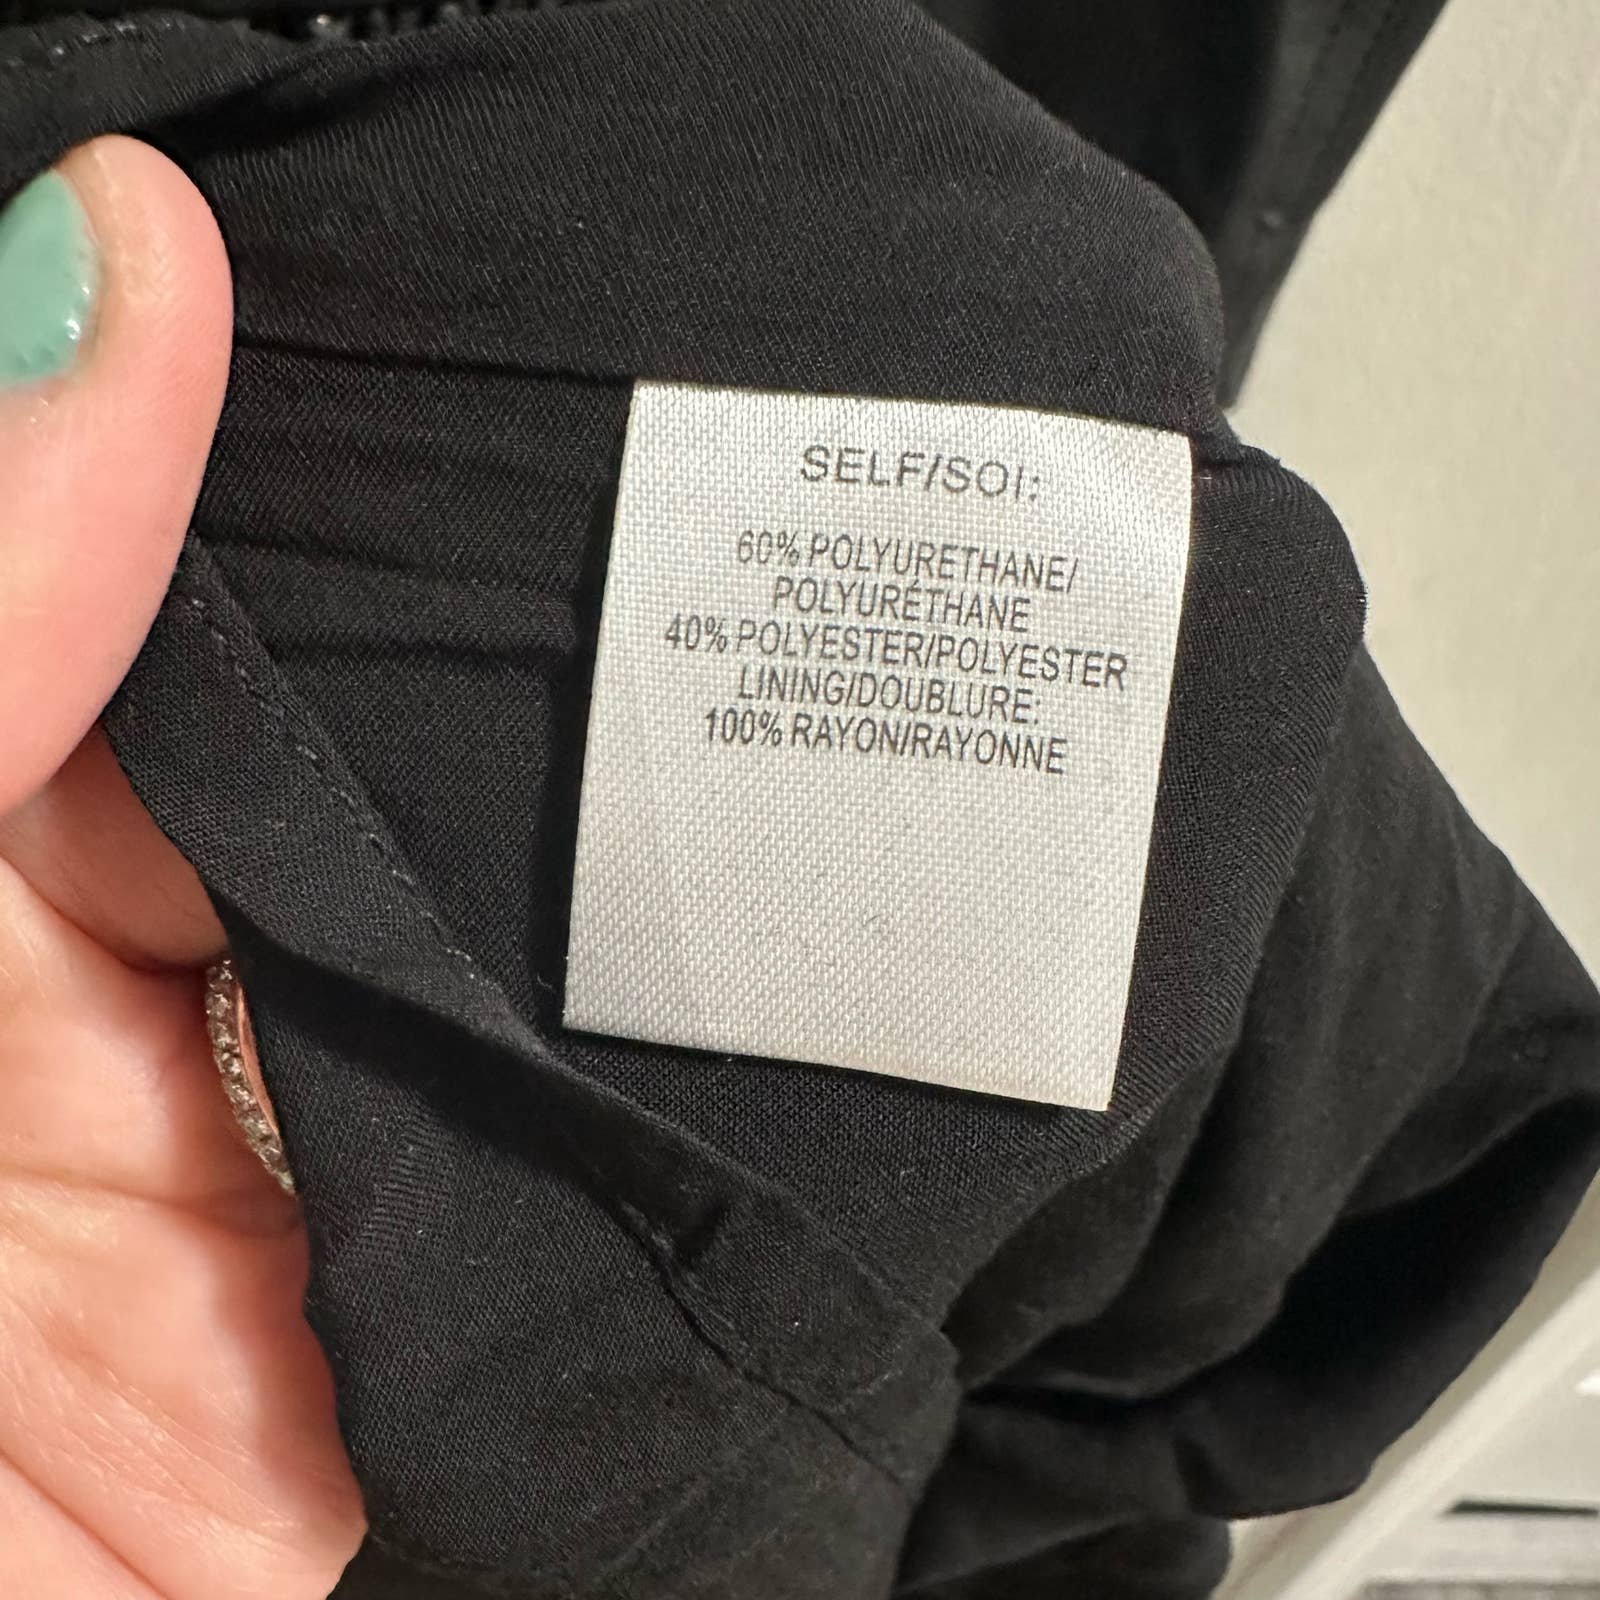 SELF/SOI:
60% POLYURETHANE/
POLYURÉTHANE
40% POLYESTER/POLYESTER
LINING/DOUBLURE:
100% RAYON/RAYONNE